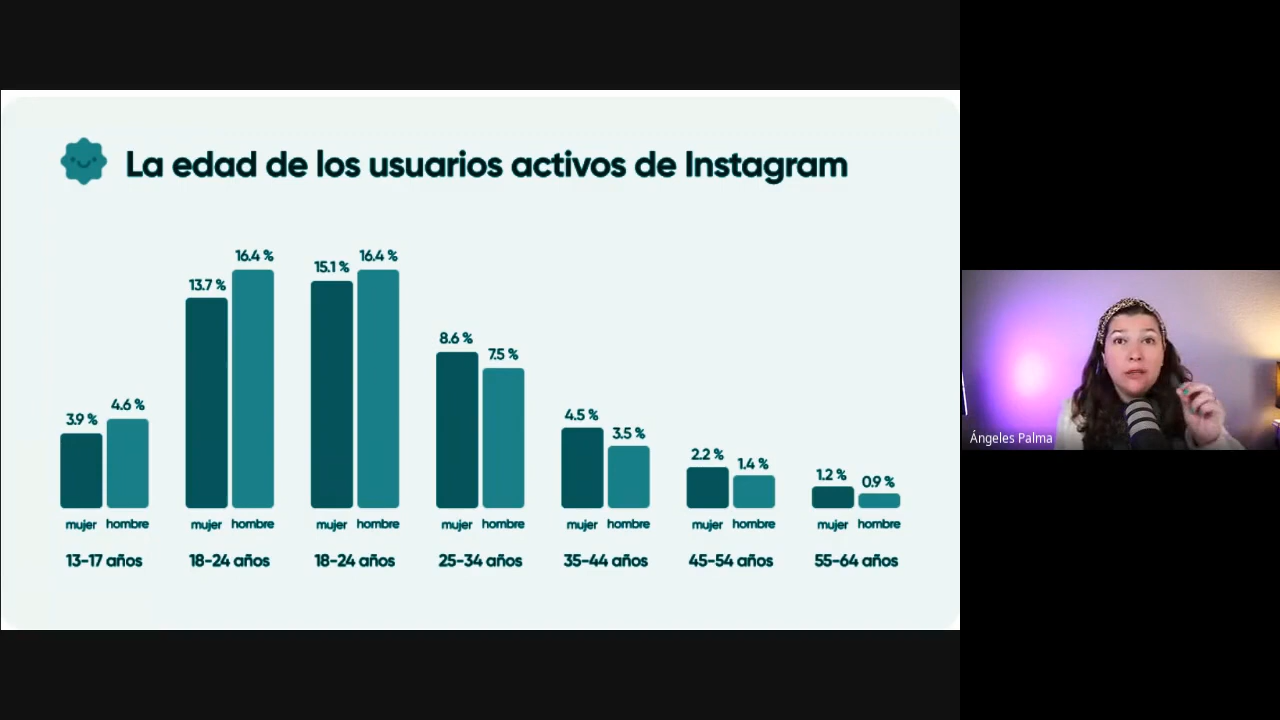 La edad de los usuarios activos de Instagram
3.9 % 4.6 % 13.7 % 16.4 % 15.1 % 16.4 % 8.6 % 7.5 % 4.5 % 3.5 % 2.2 % 1.4 % 1.2 % 0.9 %
mujer hombre mujer hombre mujer hombre mujer hombre mujer hombre mujer hombre mujer hombre
13-17 años 18-24 años 18-24 años 25-34 años 35-44 años 45-54 años 55-64 años
Ángeles Palma